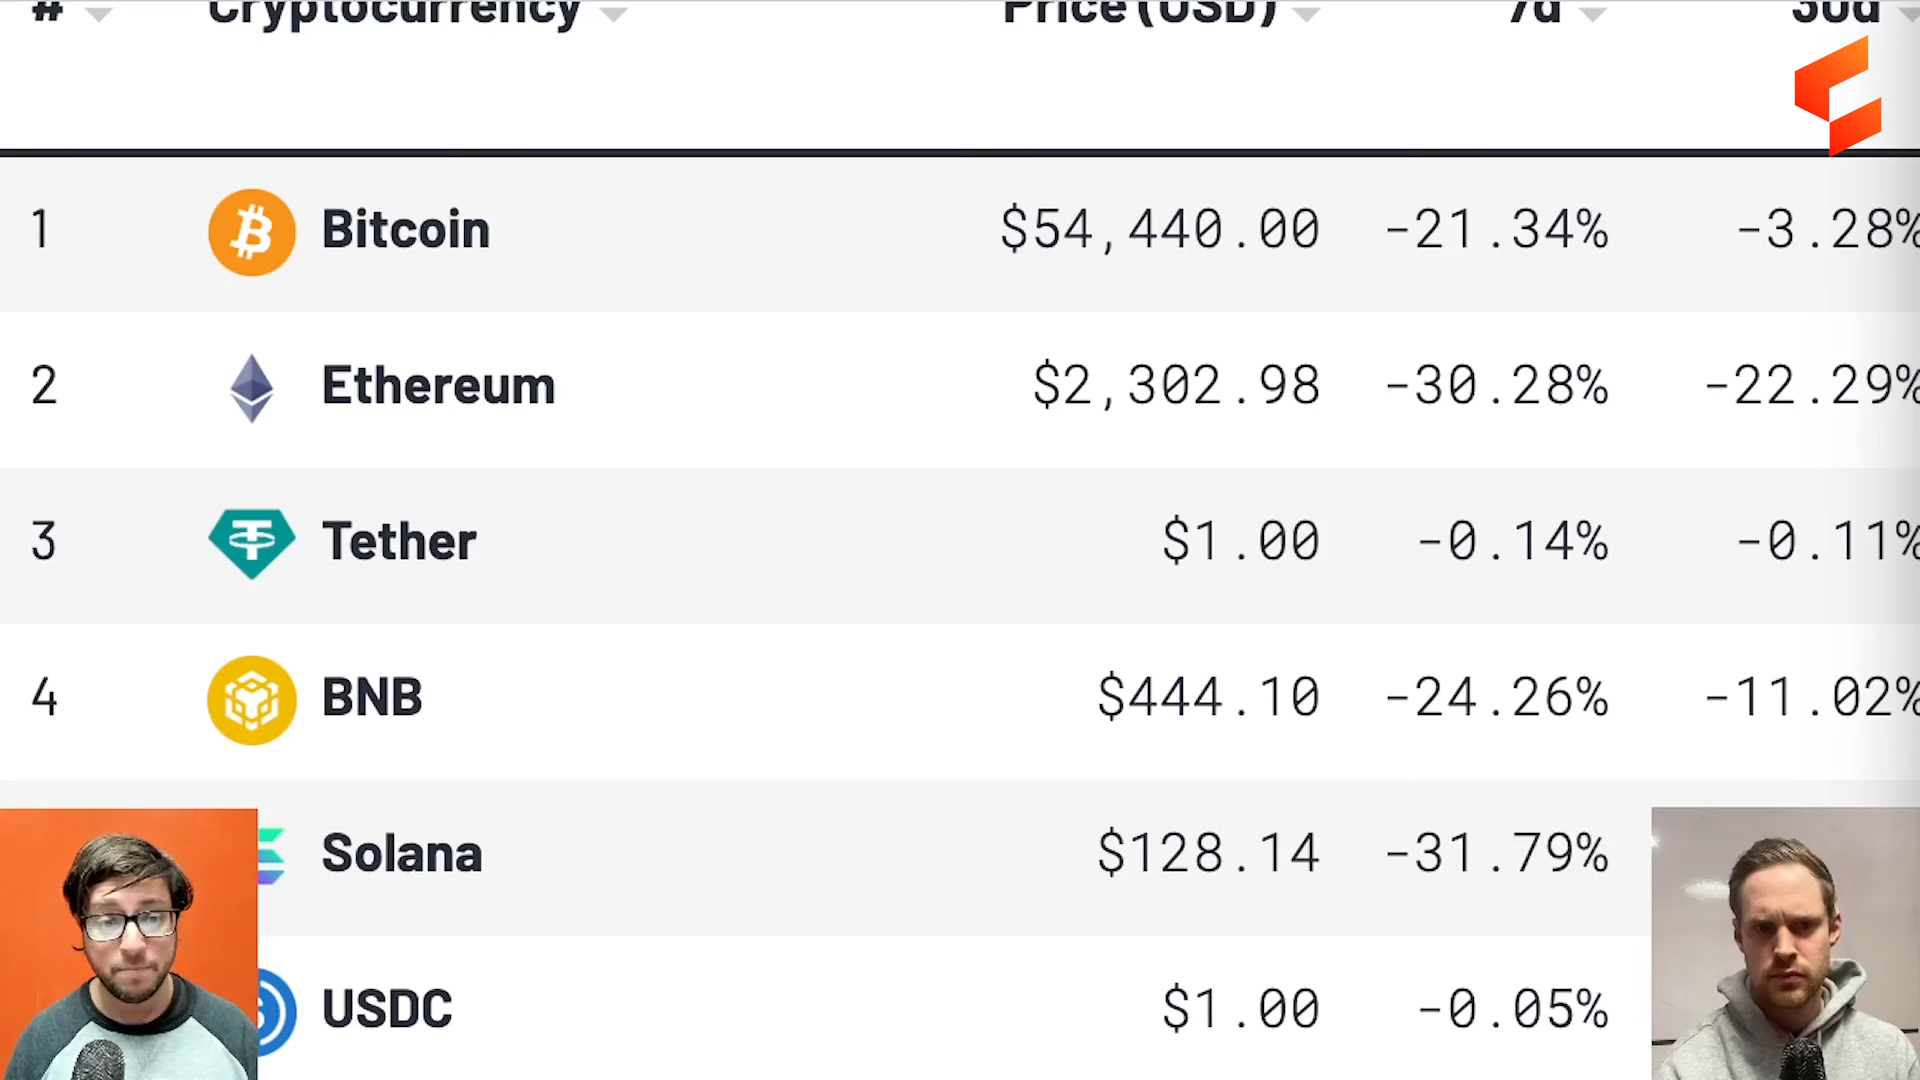 # Cryptocurrency Price (USD) 7d 30d
1 Bitcoin $54,440.00 -21.34% -3.28%
2 Ethereum $2,302.98 -30.28% -22.29%
3 Tether $1.00 -0.14% -0.11%
4 BNB $444.10 -24.26% -11.02%
Solana $128.14 -31.79%
USDC $1.00 -0.05%